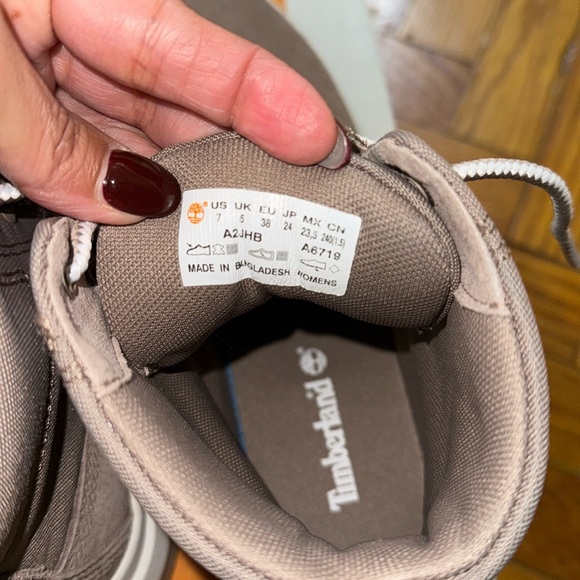 US UK EU JP MX CN
7 5 38 24 23,5 240(1.5)
A2JHB A6719
MADE IN BANGLADESH WOMENS
Timberland